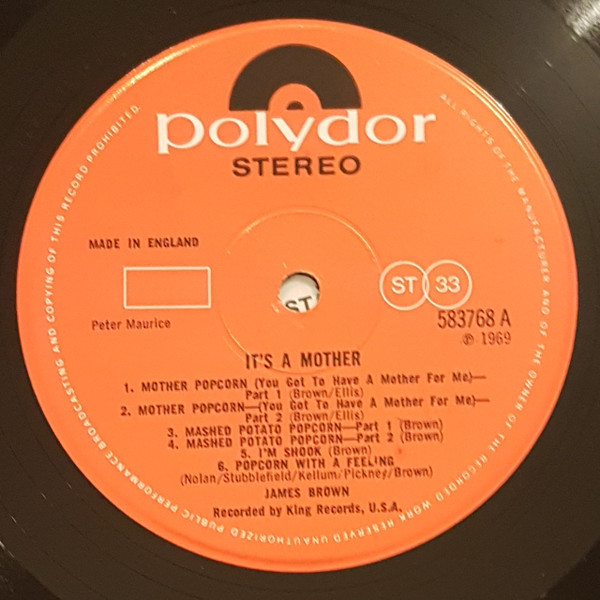 polydor
STEREO
MADE IN ENGLAND
Peter Maurice
ST 33
583768 A
℗ 1969
ST
IT'S A MOTHER
1. MOTHER POPCORN (You Got To Have A Mother For Me)—
Part 1 (Brown/Ellis)
2. MOTHER POPCORN—(You Got To Have A Mother For Me)—
Part 2 (Brown/Ellis)
3. MASHED POTATO POPCORN—Part 1 (Brown)
4. MASHED POTATO POPCORN—Part 2 (Brown)
5. I'M SHOOK (Brown)
6. POPCORN WITH A FEELING
(Nolan/Stubblefield/Kellum/Pickney/Brown)
JAMES BROWN
Recorded by King Records, U.S.A.
ALL RIGHTS OF THE MANUFACTURER AND OF THE OWNER OF THE RECORDED WORK RESERVED UNAUTHORIZED PUBLIC PERFORMANCE BROADCASTING AND COPYING OF THIS RECORD PROHIBITED.